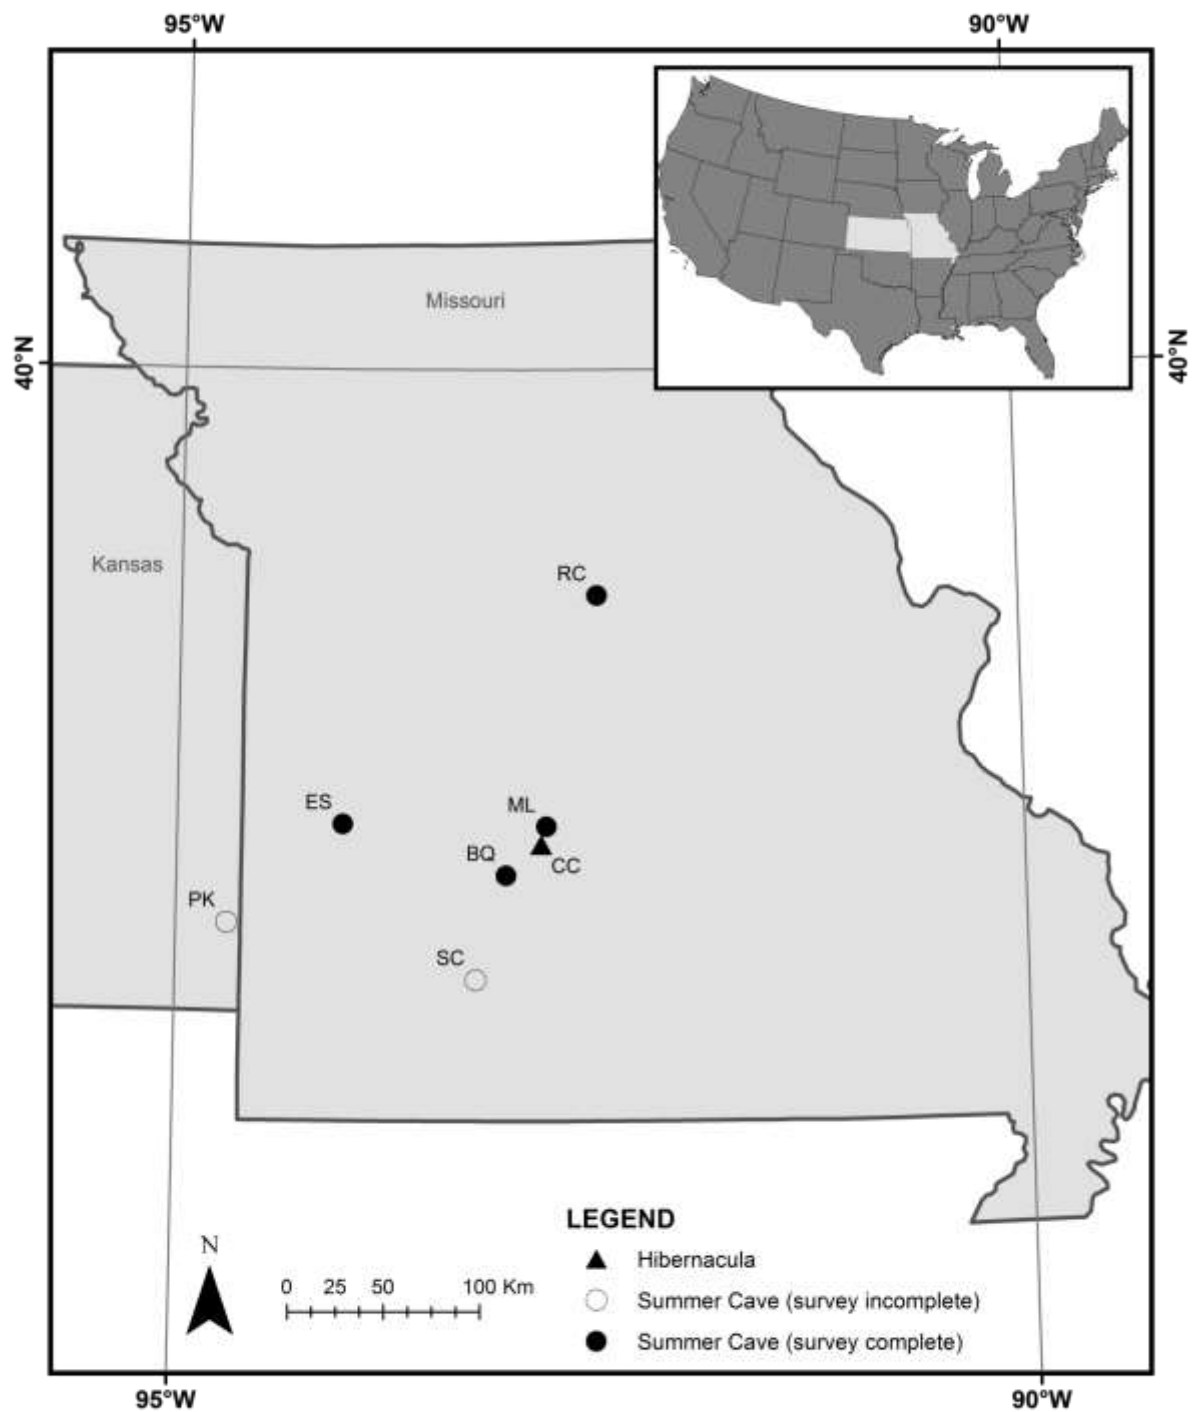 95°W 90°W
Missouri
40°N 40°N
Kansas
RC
ES
ML
BQ
CC
PK
SC
LEGEND
N
Hibernacula
0 25 50 100 Km
Summer Cave (survey incomplete)
Summer Cave (survey complete)
95°W 90°W